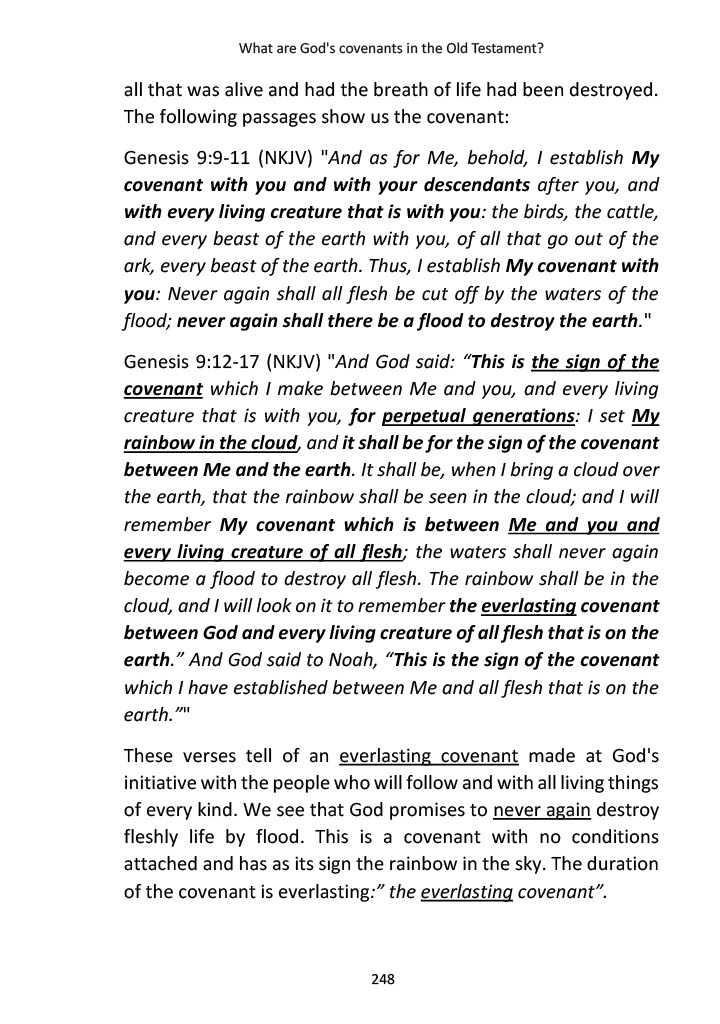 What are God's covenants in the Old Testament?
all that was alive and had the breath of life had been destroyed.
The following passages show us the covenant:
Genesis 9:9-11 (NKJV) "And as for Me, behold, I establish My
covenant with you and with your descendants after you, and
with every living creature that is with you: the birds, the cattle,
and every beast of the earth with you, of all that go out of the
ark, every beast of the earth. Thus, I establish My covenant with
you: Never again shall all flesh be cut off by the waters of the
flood; never again shall there be a flood to destroy the earth."
Genesis 9:12-17 (NKJV) "And God said: “This is the sign of the
covenant which I make between Me and you, and every living
creature that is with you, for perpetual generations: I set My
rainbow in the cloud, and it shall be for the sign of the covenant
between Me and the earth. It shall be, when I bring a cloud over
the earth, that the rainbow shall be seen in the cloud; and I will
remember My covenant which is between Me and you and
every living creature of all flesh; the waters shall never again
become a flood to destroy all flesh. The rainbow shall be in the
cloud, and I will look on it to remember the everlasting covenant
between God and every living creature of all flesh that is on the
earth.” And God said to Noah, “This is the sign of the covenant
which I have established between Me and all flesh that is on the
earth.”"
These verses tell of an everlasting covenant made at God's
initiative with the people who will follow and with all living things
of every kind. We see that God promises to never again destroy
fleshly life by flood. This is a covenant with no conditions
attached and has as its sign the rainbow in the sky. The duration
of the covenant is everlasting:” the everlasting covenant”.
248